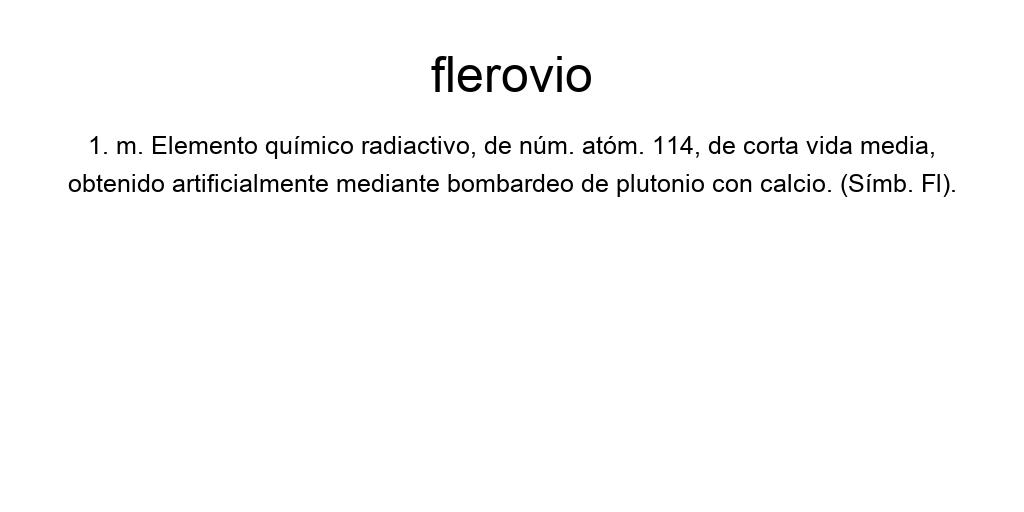 flerovio
1. m. Elemento químico radiactivo, de núm. atóm. 114, de corta vida media,
obtenido artificialmente mediante bombardeo de plutonio con calcio. (Símb. Fl).